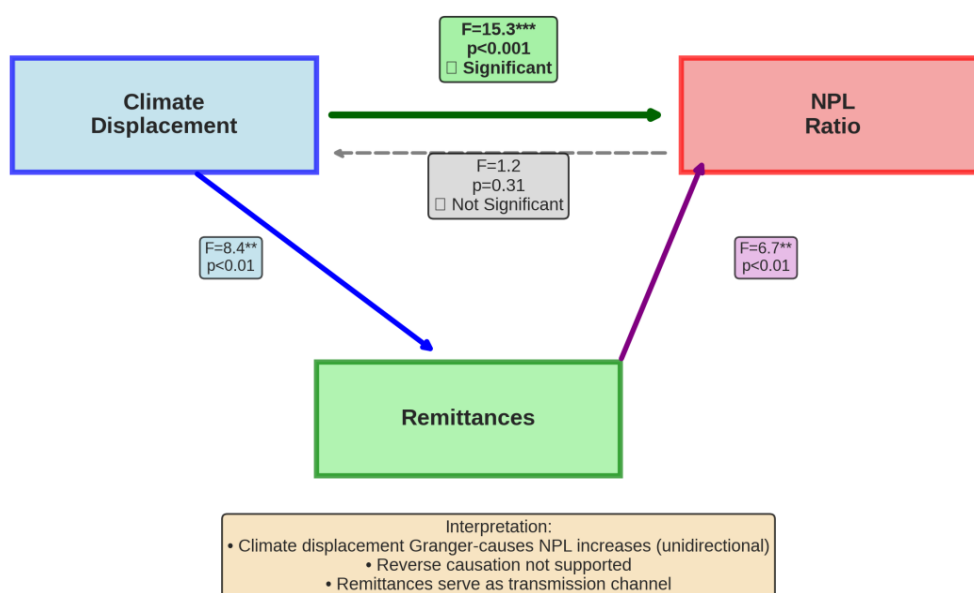 F=15.3***
p<0.001
▯ Significant
Climate
Displacement
NPL
Ratio
F=1.2
p=0.31
▯ Not Significant
F=8.4**
p<0.01
F=6.7**
p<0.01
Remittances
Interpretation:
• Climate displacement Granger-causes NPL increases (unidirectional)
• Reverse causation not supported
• Remittances serve as transmission channel